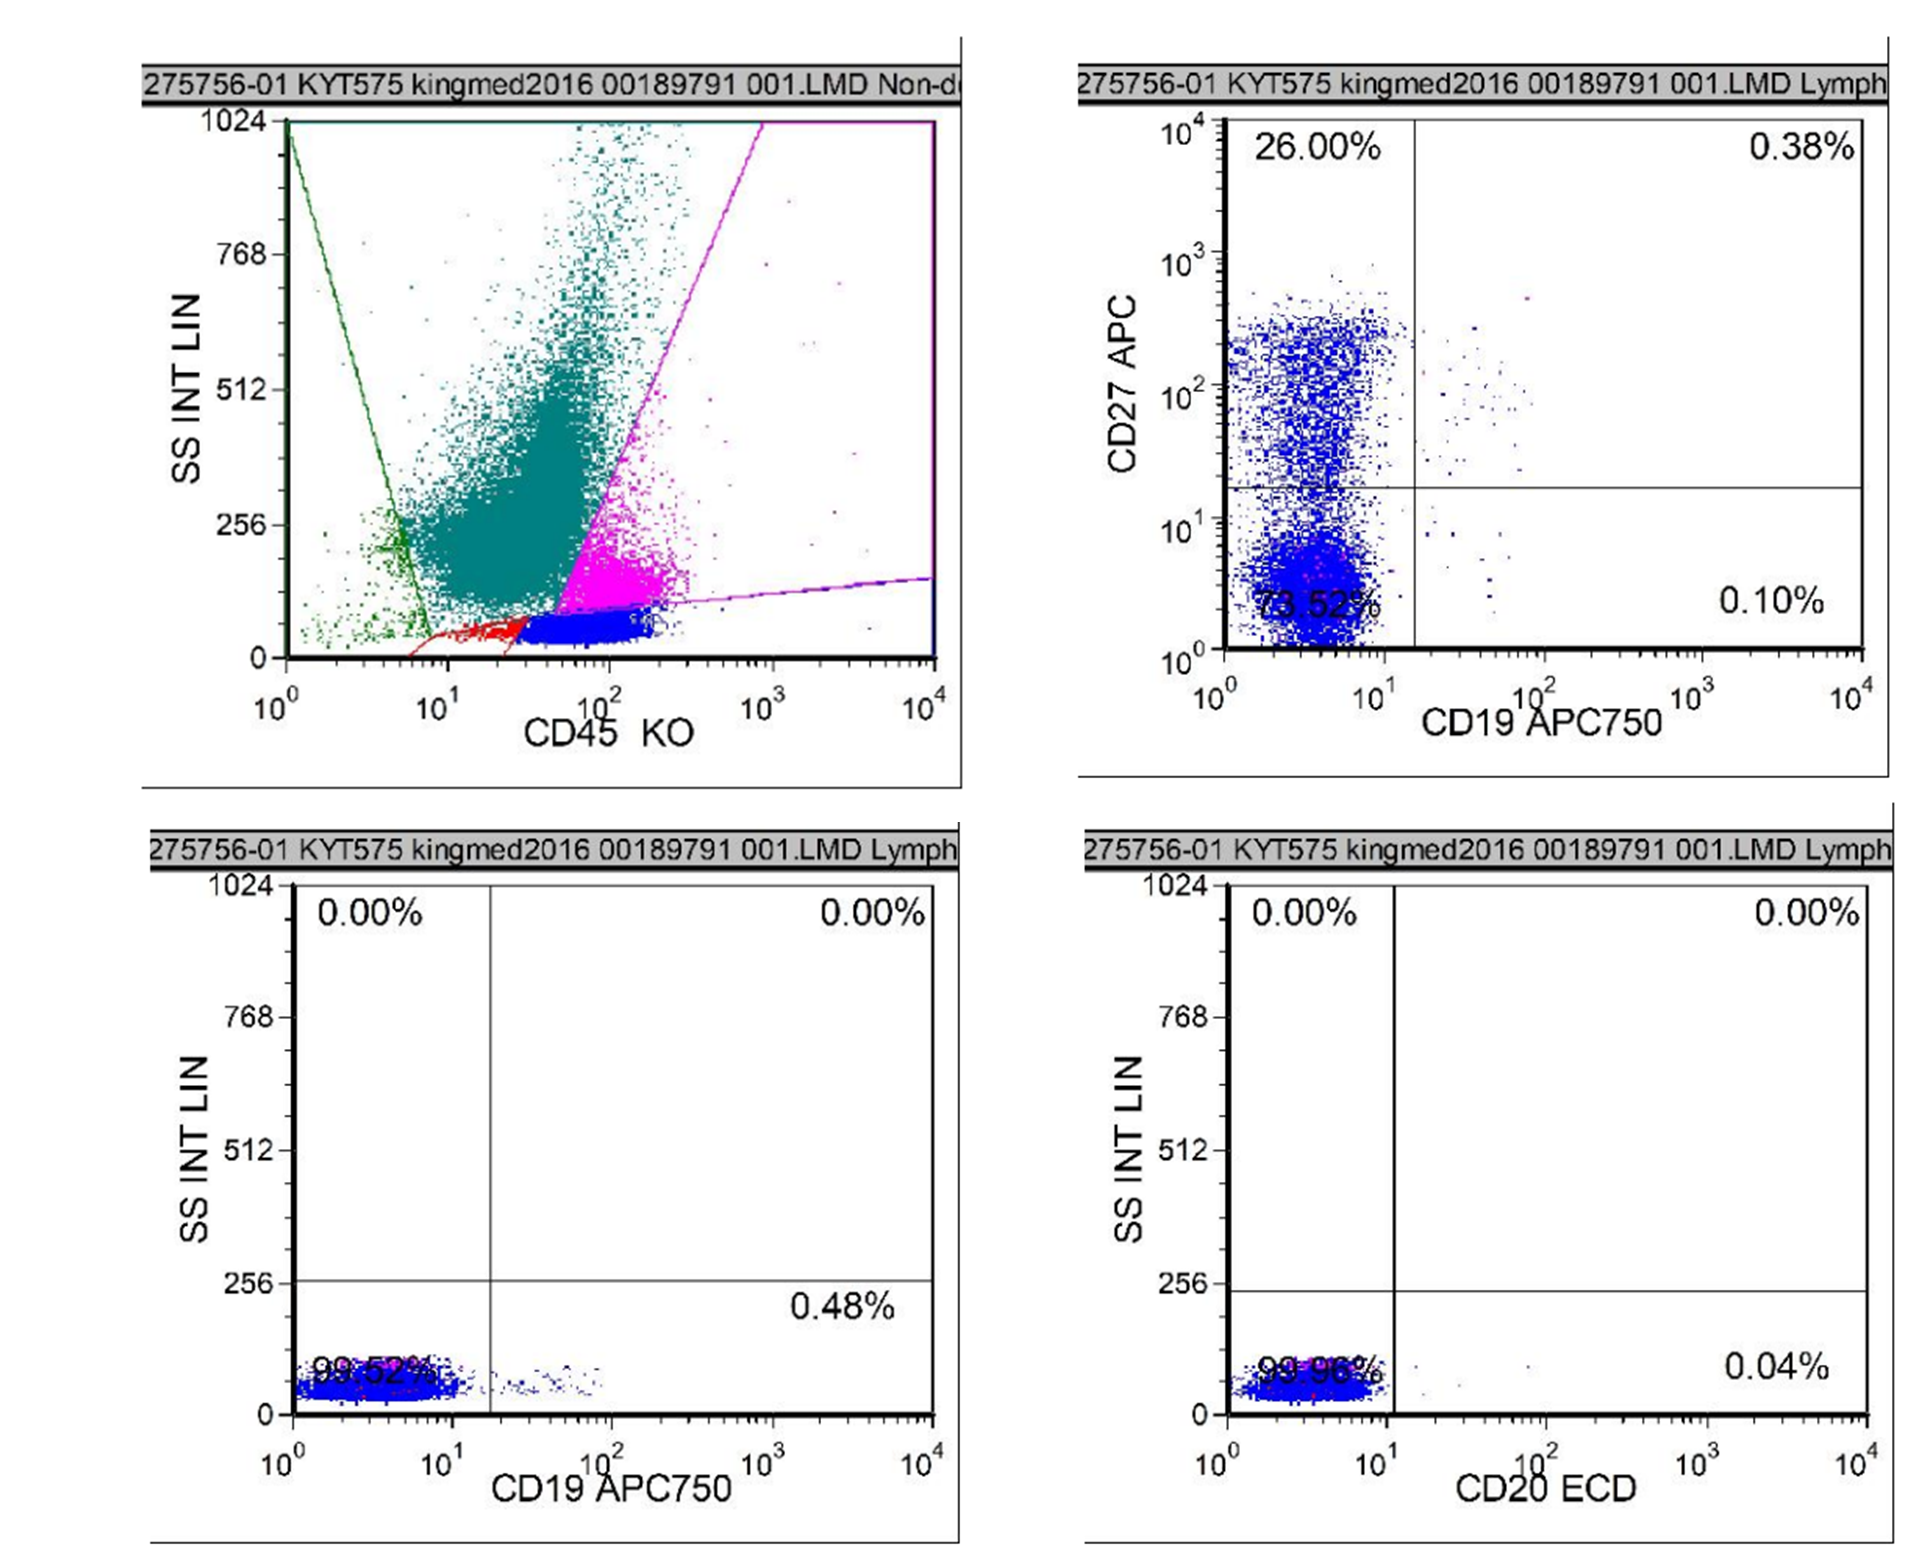 275756-01 KYT575 kingmed2016 00189791 001.LMD Non-d
1024
768
512
256
0
SS INT LIN
10^0 10^1 10^2 10^3 10^4
CD45 KO
275756-01 KYT575 kingmed2016 00189791 001.LMD Lymph
26.00% 0.38%
73.52% 0.10%
10^4
10^3
10^2
10^1
10^0
CD27 APC
10^0 10^1 10^2 10^3 10^4
CD19 APC750
275756-01 KYT575 kingmed2016 00189791 001.LMD Lymph
0.00% 0.00%
99.52% 0.48%
1024
768
512
256
0
SS INT LIN
10^0 10^1 10^2 10^3 10^4
CD19 APC750
275756-01 KYT575 kingmed2016 00189791 001.LMD Lymph
0.00% 0.00%
99.96% 0.04%
1024
768
512
256
0
SS INT LIN
10^0 10^1 10^2 10^3 10^4
CD20 ECD